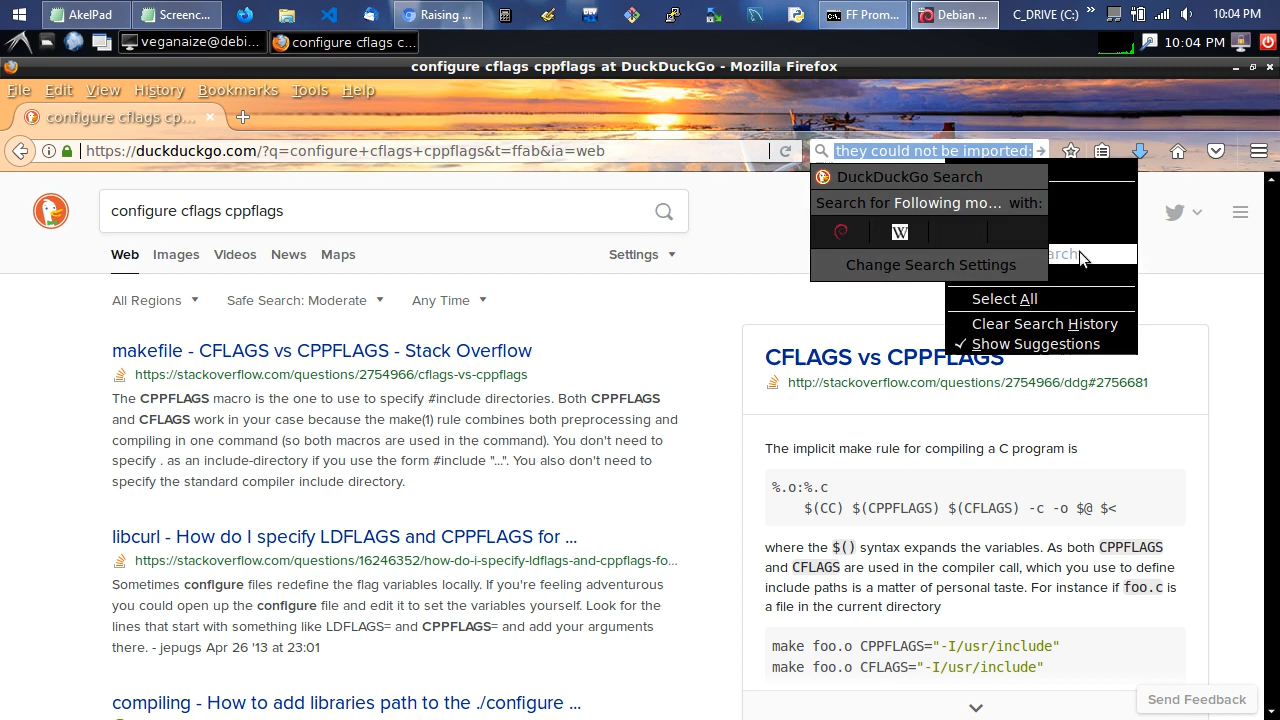 AkelPad
Screenc...
Raising ...
FF Prom...
Debian ...
C_DRIVE (C:)
10:04 PM
veganaize@debi...
configure cflags c...
10:04 PM
configure cflags cppflags at DuckDuckGo - Mozilla Firefox
File Edit View History Bookmarks Tools Help
configure cflags cp...
https://duckduckgo.com/?q=configure+cflags+cppflags&t=ffab&ia=web
they could not be imported:
DuckDuckGo Search
Search for Following mo... with:
W
Change Search Settings
arch
Select All
Clear Search History
Show Suggestions
configure cflags cppflags
Web Images Videos News Maps Settings
All Regions Safe Search: Moderate Any Time
makefile - CFLAGS vs CPPFLAGS - Stack Overflow
https://stackoverflow.com/questions/2754966/cflags-vs-cppflags
The CPPFLAGS macro is the one to use to specify #include directories. Both CPPFLAGS
and CFLAGS work in your case because the make(1) rule combines both preprocessing and
compiling in one command (so both macros are used in the command). You don't need to
specify . as an include-directory if you use the form #include "...". You also don't need to
specify the standard compiler include directory.
libcurl - How do I specify LDFLAGS and CPPFLAGS for ...
https://stackoverflow.com/questions/16246352/how-do-i-specify-ldflags-and-cppflags-fo...
Sometimes configure files redefine the flag variables locally. If you're feeling adventurous
you could open up the configure file and edit it to set the variables yourself. Look for the
lines that start with something like LDFLAGS= and CPPFLAGS= and add your arguments
there. - jepugs Apr 26 '13 at 23:01
compiling - How to add libraries path to the ./configure ...
CFLAGS vs CPPFLAGS
http://stackoverflow.com/questions/2754966/ddg#2756681
The implicit make rule for compiling a C program is
%.o:%.c
$(CC) $(CPPFLAGS) $(CFLAGS) -c -o $@ $<
where the $() syntax expands the variables. As both CPPFLAGS
and CFLAGS are used in the compiler call, which you use to define
include paths is a matter of personal taste. For instance if foo.c is
a file in the current directory
make foo.o CPPFLAGS="-I/usr/include"
make foo.o CFLAGS="-I/usr/include"
Send Feedback